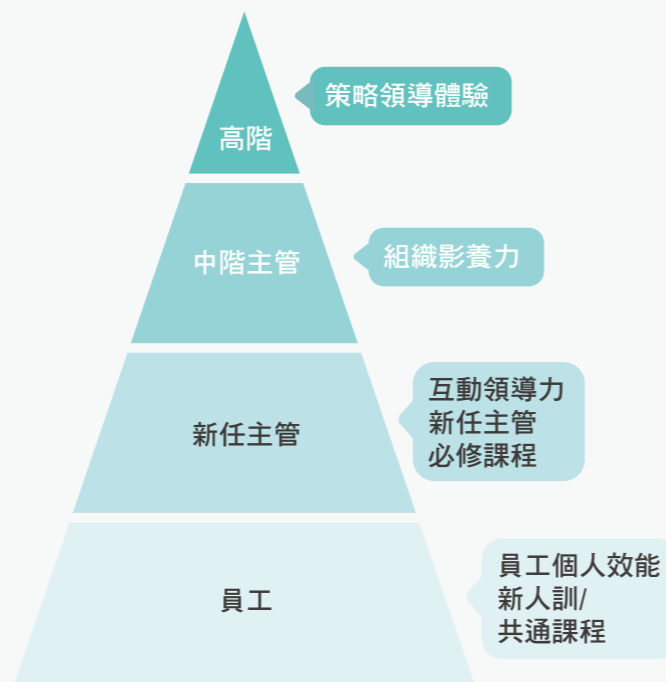 高階
策略領導體驗
中階主管
組織影養力
新任主管
互動領導力
新任主管
必修課程
員工
員工個人效能
新人訓/
共通課程